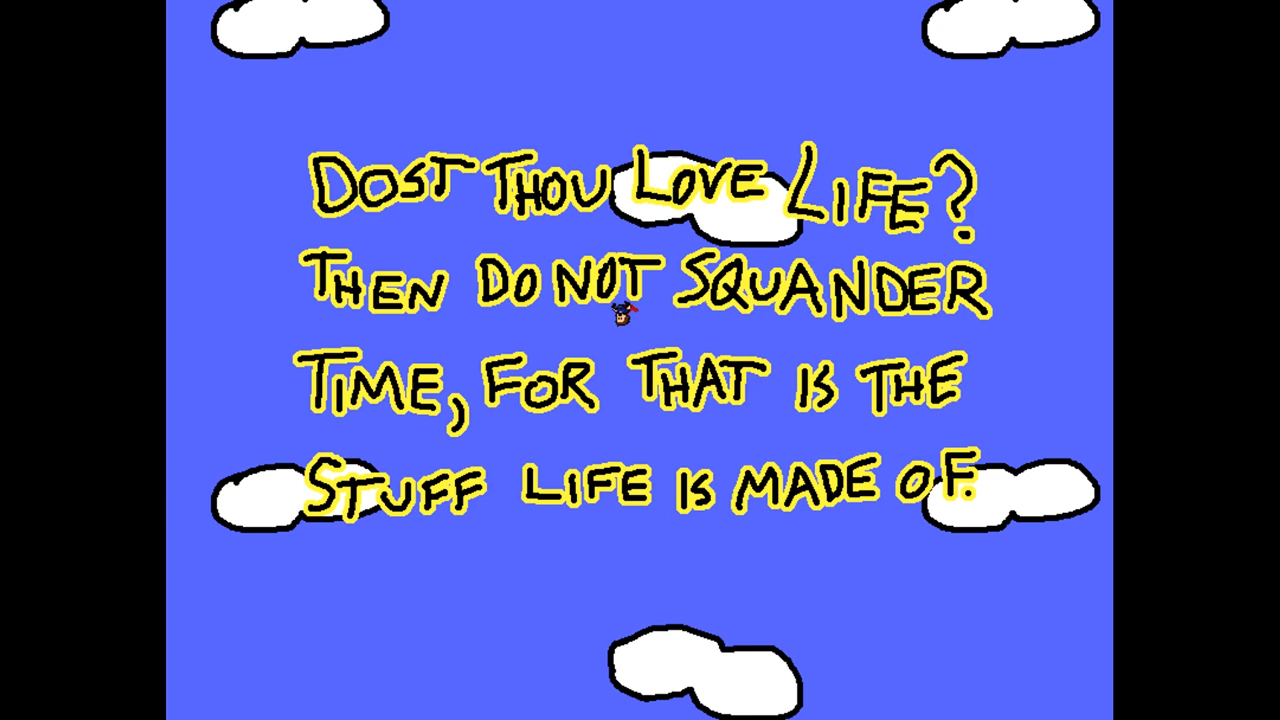 DOST THOU LOVE LIFE?
THEN DO NOT SQUANDER
TIME, FOR THAT IS THE
STUFF LIFE IS MADE OF.